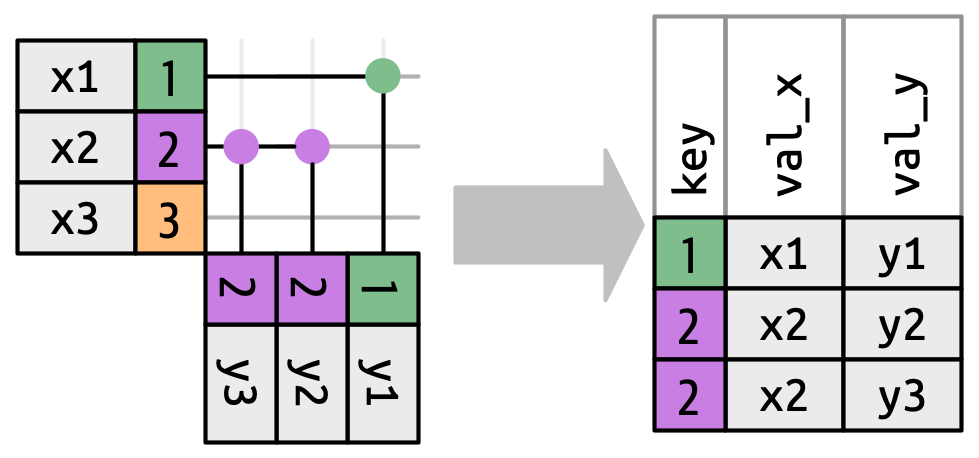 x1 1
x2 2
x3 3
2 2 1
y3 y2 y1
key val_x val_y
1 x1 y1
2 x2 y2
2 x2 y3